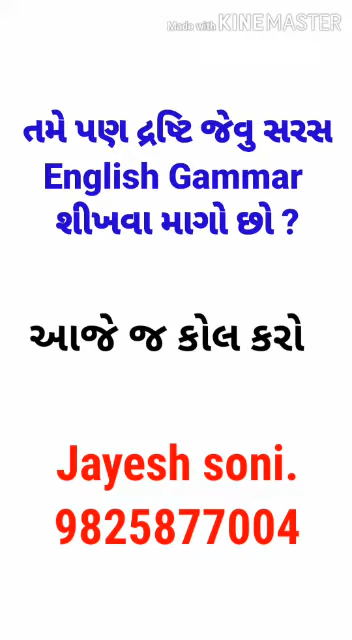 Made with KINEMASTER
તમે પણ દ્રષ્ટિ જેવુ સરસ
English Gammar
શીખવા માગો છો ?
આજે જ કોલ કરો
Jayesh soni.
9825877004